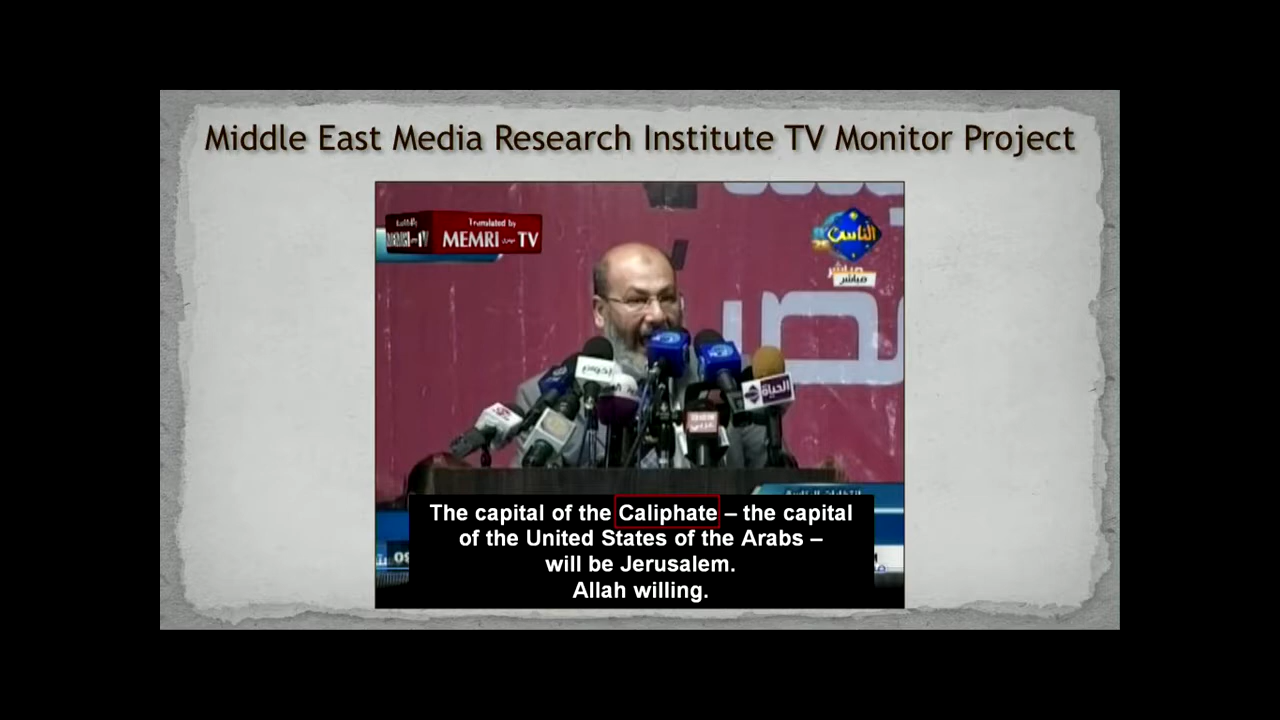 Middle East Media Research Institute TV Monitor Project
Translated by
MEMRI TV
الناس
مباشر
الحياة
عربي
The capital of the Caliphate – the capital
of the United States of the Arabs –
will be Jerusalem.
Allah willing.